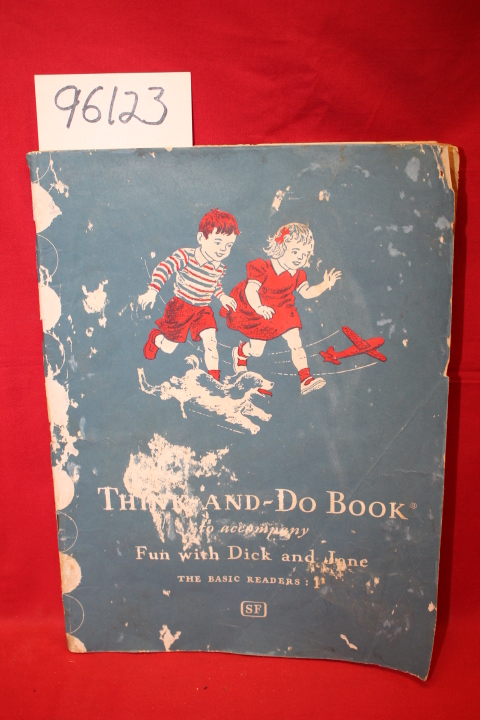 96123
THINK-AND-DO BOOK®
to accompany
Fun with Dick and Jane
THE BASIC READERS : 1
SF